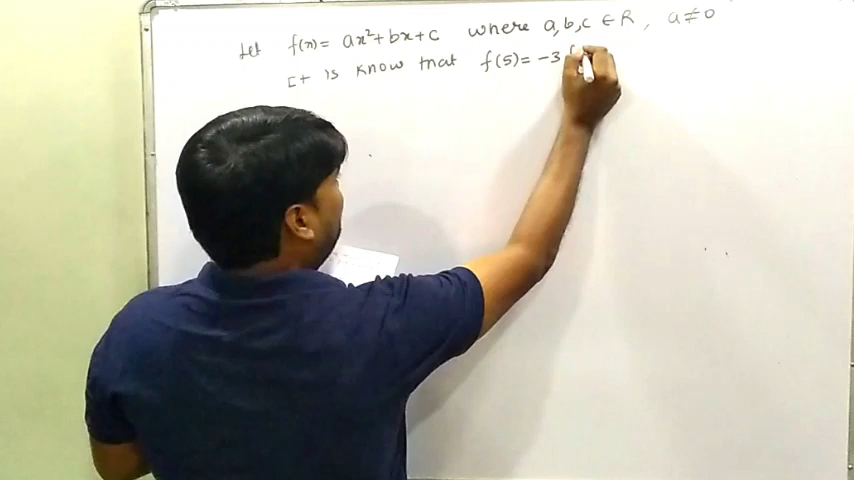 Let f(x) = ax²+bx+c where a,b,c ∈ R, a≠0
It is know that f(5)= -3 f